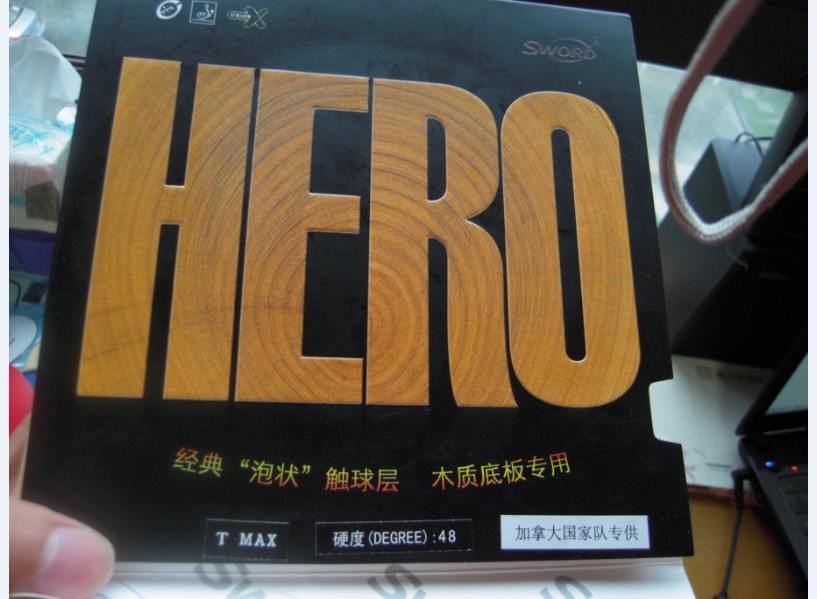 SWORD
HERO
经典“泡状”触球层 木质底板专用
T MAX
硬度(DEGREE):48
加拿大国家队专供